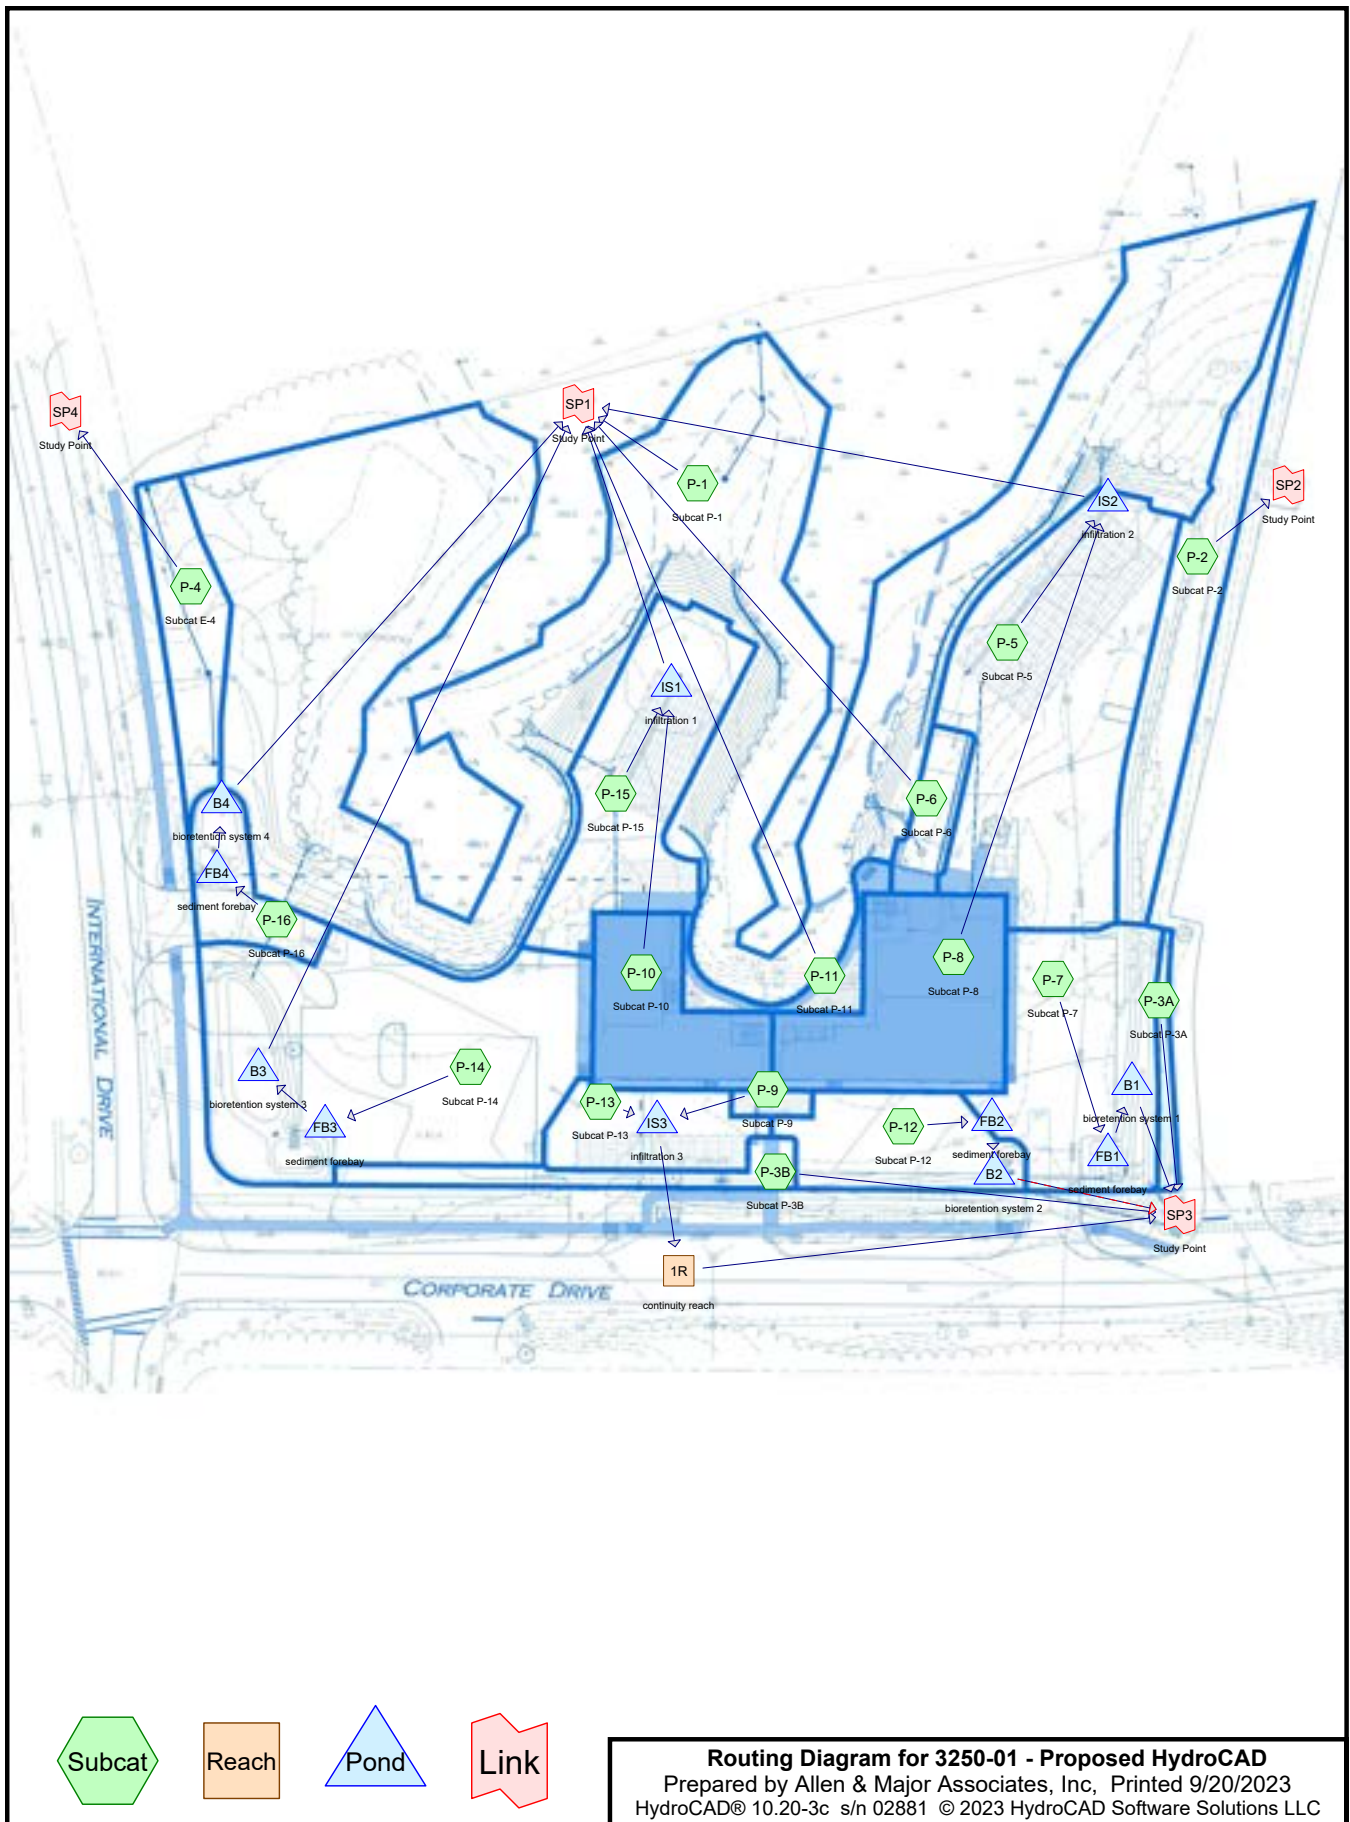 SP4
Study Point
SP1
Study Point
P-1
Subcat P-1
SP2
Study Point
IS2
infiltration 2
P-2
Subcat P-2
P-4
Subcat E-4
P-5
Subcat P-5
IS1
infiltration 1
P-15
Subcat P-15
P-6
Subcat P-6
B4
bioretention system 4
FB4
sediment forebay
P-16
Subcat P-16
INTERNATIONAL DRIVE
P-10
Subcat P-10
P-11
Subcat P-11
P-8
Subcat P-8
P-7
Subcat P-7
P-3A
Subcat P-3A
B3
bioretention system 3
P-14
Subcat P-14
FB3
sediment forebay
P-13
Subcat P-13
IS3
infiltration 3
P-9
Subcat P-9
P-12
Subcat P-12
FB2
sediment forebay
B1
bioretention system 1
FB1
sediment forebay
P-3B
Subcat P-3B
B2
bioretention system 2
SP3
Study Point
1R
continuity reach
CORPORATE DRIVE
Subcat
Reach
Pond
Link
Routing Diagram for 3250-01 - Proposed HydroCAD
Prepared by Allen & Major Associates, Inc, Printed 9/20/2023
HydroCAD® 10.20-3c s/n 02881 © 2023 HydroCAD Software Solutions LLC